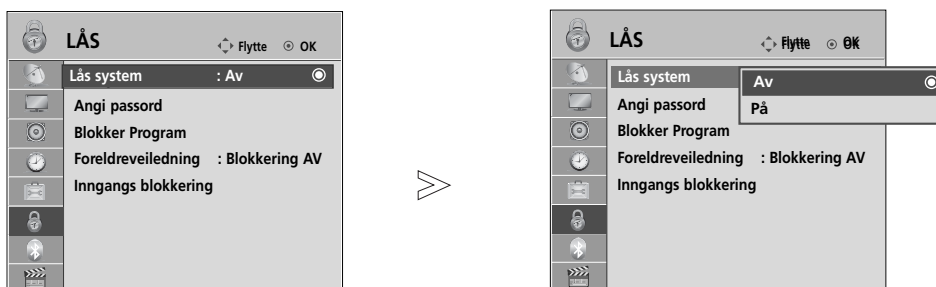 LÅS
Flytte OK
Lås system : Av
Angi passord
Blokker Program
Foreldreveiledning : Blokkering AV
Inngangs blokkering
LÅS
Flytte OK
Lås system
Av
På
Angi passord
Blokker Program
Foreldreveiledning : Blokkering AV
Inngangs blokkering